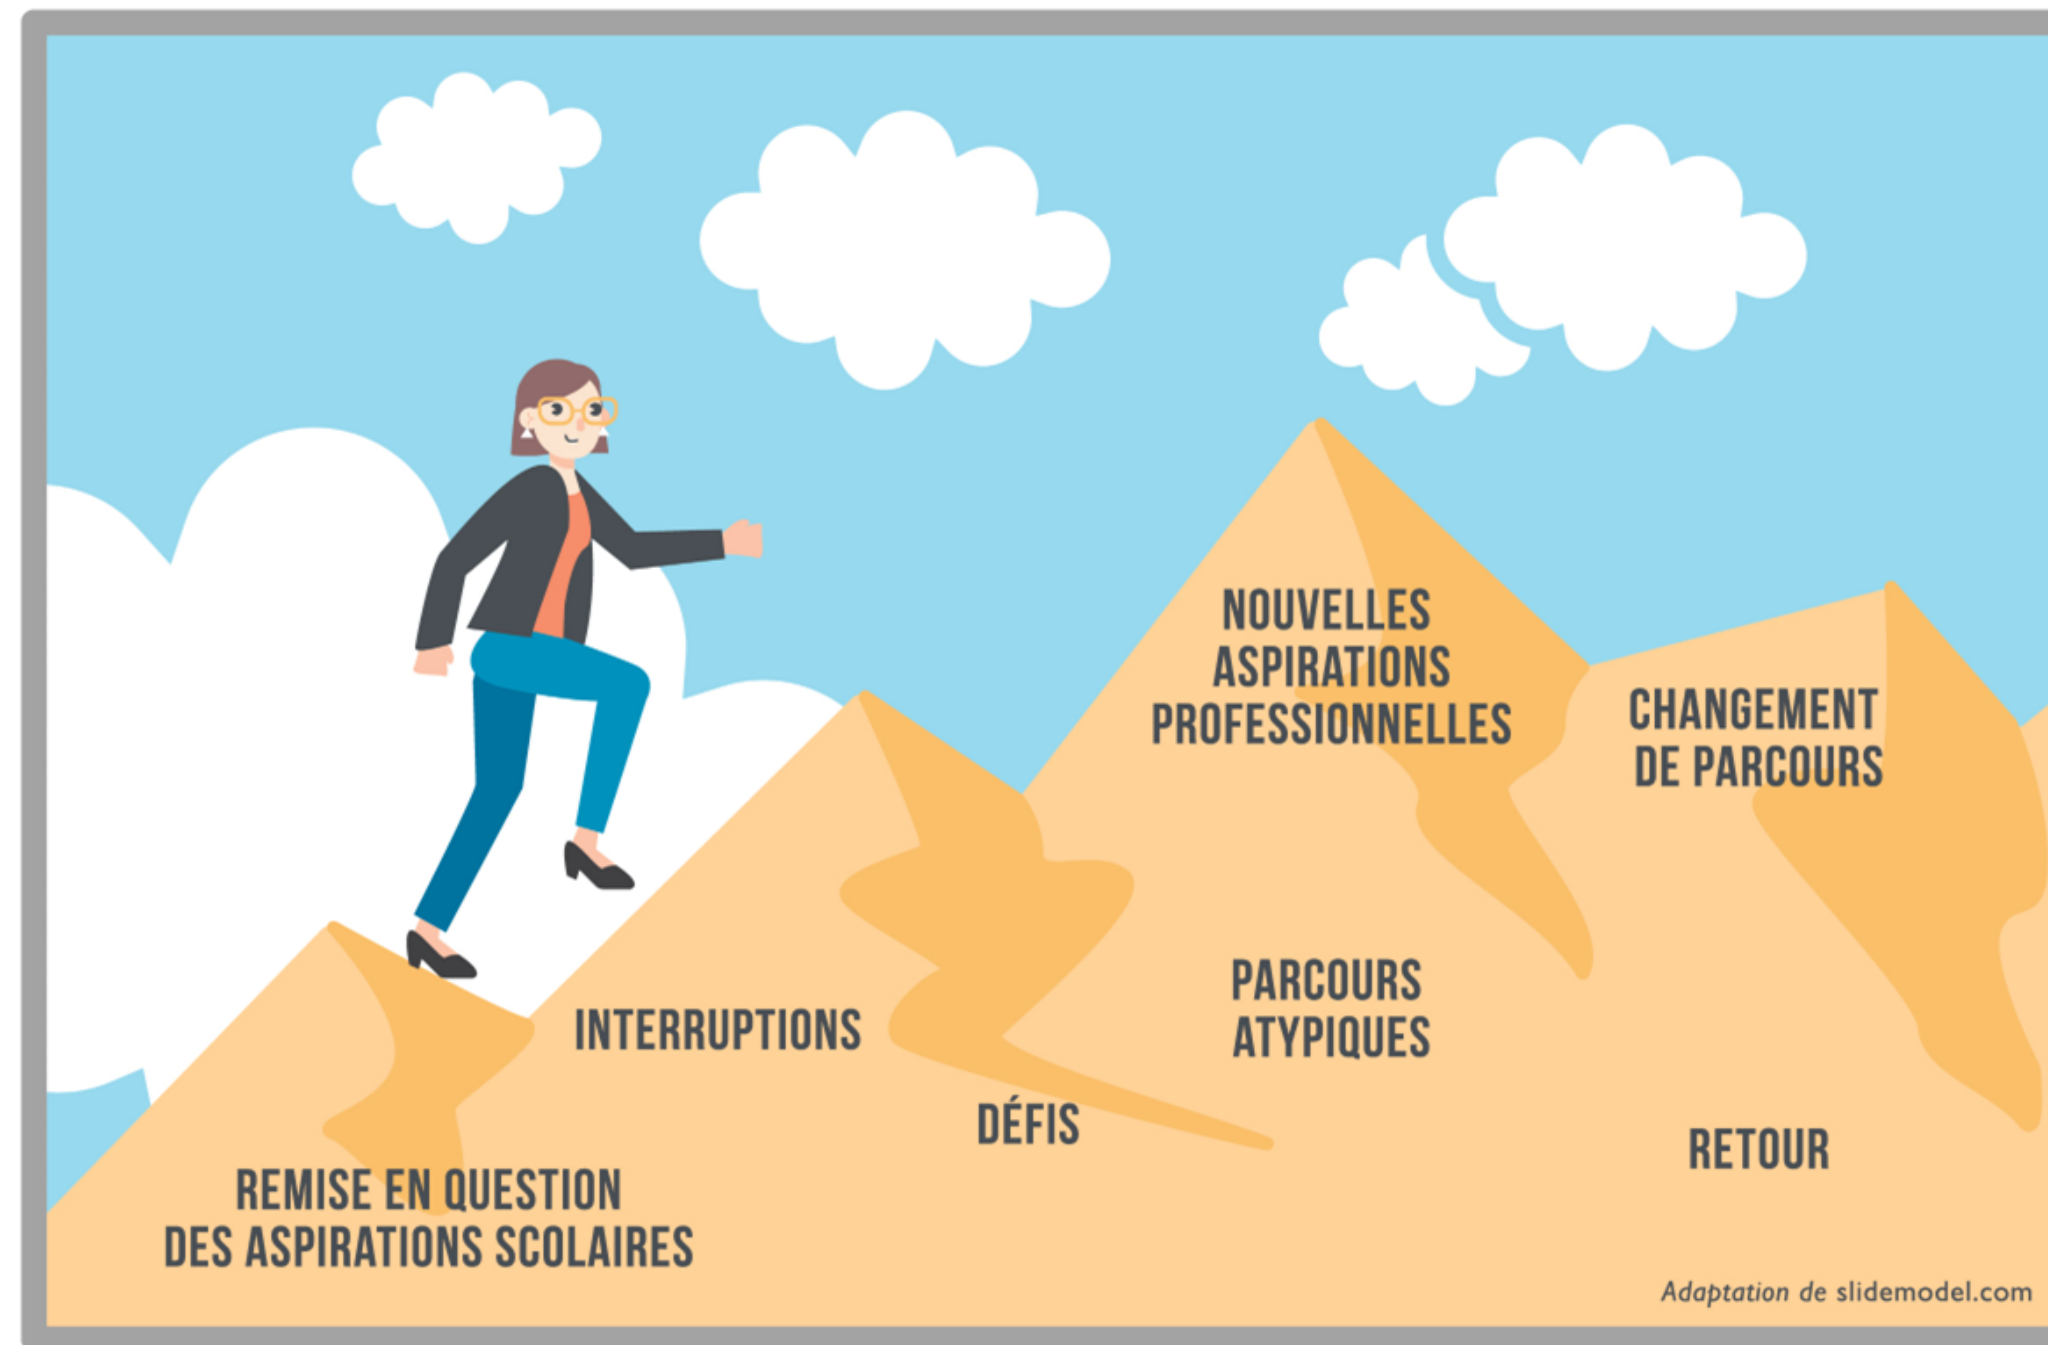 NOUVELLES
ASPIRATIONS
PROFESSIONNELLES
CHANGEMENT
DE PARCOURS
PARCOURS
ATYPIQUES
INTERRUPTIONS
DÉFIS
RETOUR
REMISE EN QUESTION
DES ASPIRATIONS SCOLAIRES
Adaptation de slidemodel.com